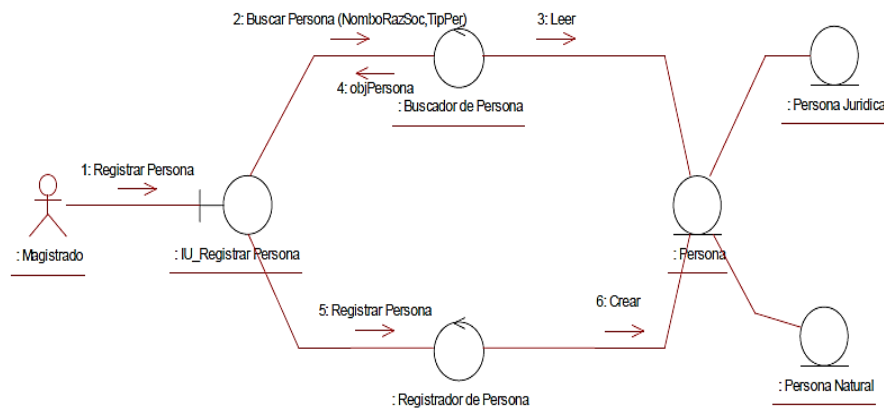 2: Buscar Persona (NomboRazSoc,TipPer)
3: Leer
4: objPersona
: Buscador de Persona
: Persona Juridica
1: Registrar Persona
: Magistrado
: IU_Registrar Persona
: Persona
5: Registrar Persona
6: Crear
: Registrador de Persona
: Persona Natural